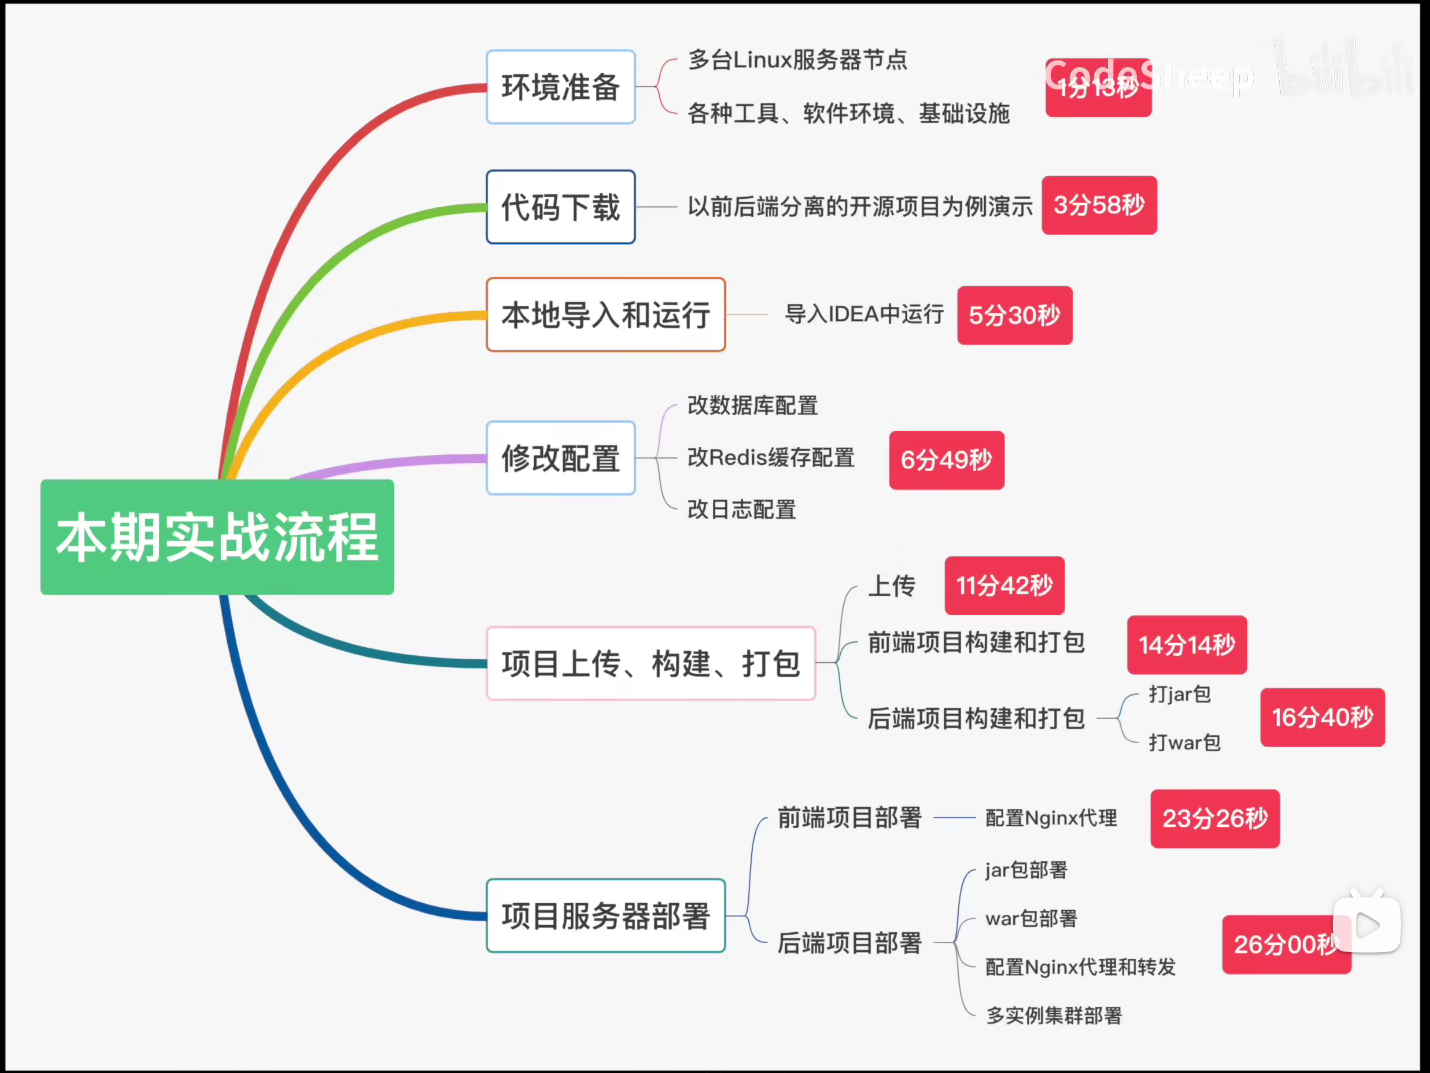 CodeSheep bilibili
环境准备
多台Linux服务器节点
各种工具、软件环境、基础设施
1分13秒
代码下载
以前后端分离的开源项目为例演示
3分58秒
本地导入和运行
导入IDEA中运行
5分30秒
修改配置
改数据库配置
改Redis缓存配置
改日志配置
6分49秒
本期实战流程
项目上传、构建、打包
上传
11分42秒
前端项目构建和打包
14分14秒
后端项目构建和打包
打jar包
打war包
16分40秒
项目服务器部署
前端项目部署
配置Nginx代理
23分26秒
后端项目部署
jar包部署
war包部署
配置Nginx代理和转发
多实例集群部署
26分00秒